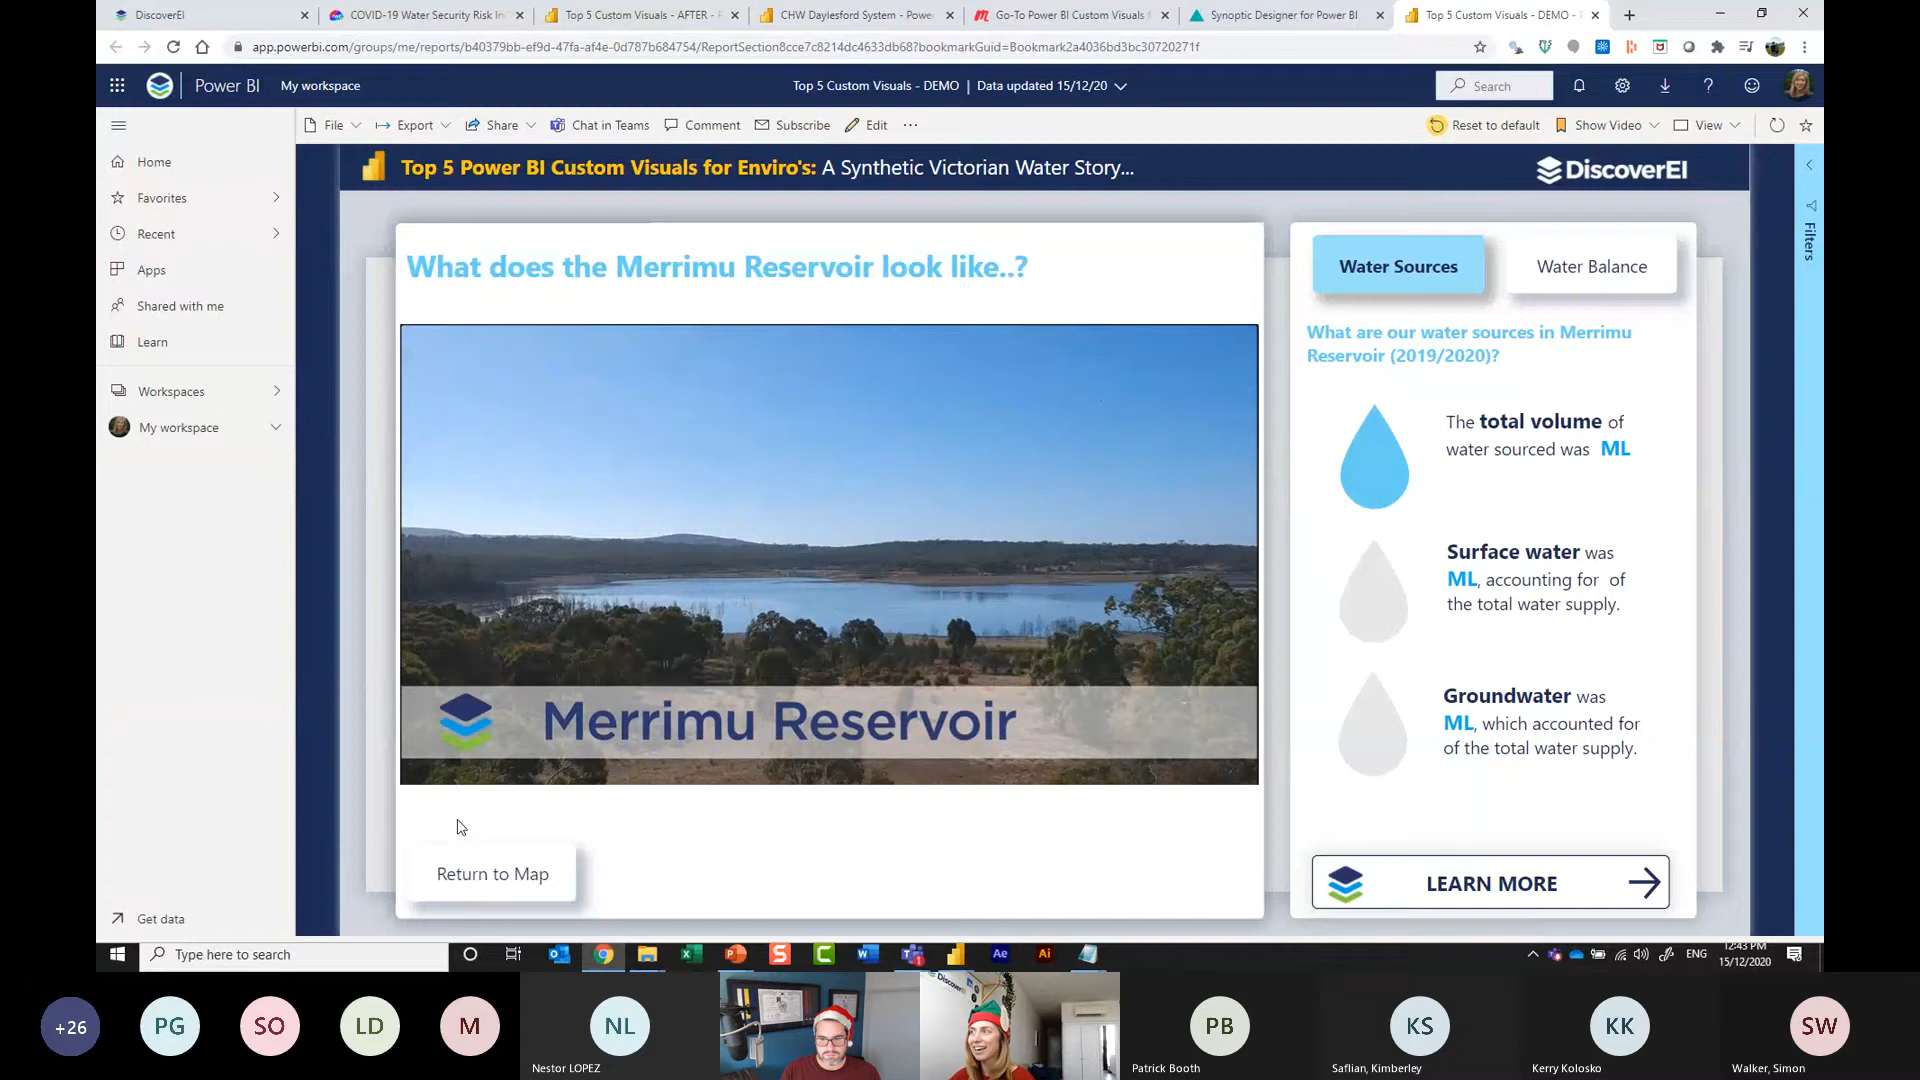 DiscoverEI
COVID-19 Water Security Risk In
Top 5 Custom Visuals - AFTER -
CHW Daylesford System - Powe
Go-To Power BI Custom Visuals
Synoptic Designer for Power BI
Top 5 Custom Visuals - DEMO -
app.powerbi.com/groups/me/reports/b40379bb-ef9d-47fa-af4e-0d787b684754/ReportSection8cce7c8214dc4633db68?bookmarkGuid=Bookmark2a4036bd3bc30720271f
Power BI My workspace
Top 5 Custom Visuals - DEMO | Data updated 15/12/20
Search
File Export Share Chat in Teams Comment Subscribe Edit ...
Reset to default Show Video View
Home
Favorites
Recent
Apps
Shared with me
Learn
Workspaces
My workspace
Get data
Top 5 Power BI Custom Visuals for Enviro's: A Synthetic Victorian Water Story...
DiscoverEI
Filters
What does the Merrimu Reservoir look like..?
Merrimu Reservoir
Return to Map
Water Sources
Water Balance
What are our water sources in Merrimu
Reservoir (2019/2020)?
The total volume of
water sourced was ML
Surface water was
ML, accounting for of
the total water supply.
Groundwater was
ML, which accounted for
of the total water supply.
LEARN MORE
Type here to search
Ae
Ai
ENG
12:43 PM
15/12/2020
+26
PG
SO
LD
M
NL
Nestor LOPEZ
DiscoverEI
PB
Patrick Booth
KS
Saflian, Kimberley
KK
Kerry Kolosko
SW
Walker, Simon